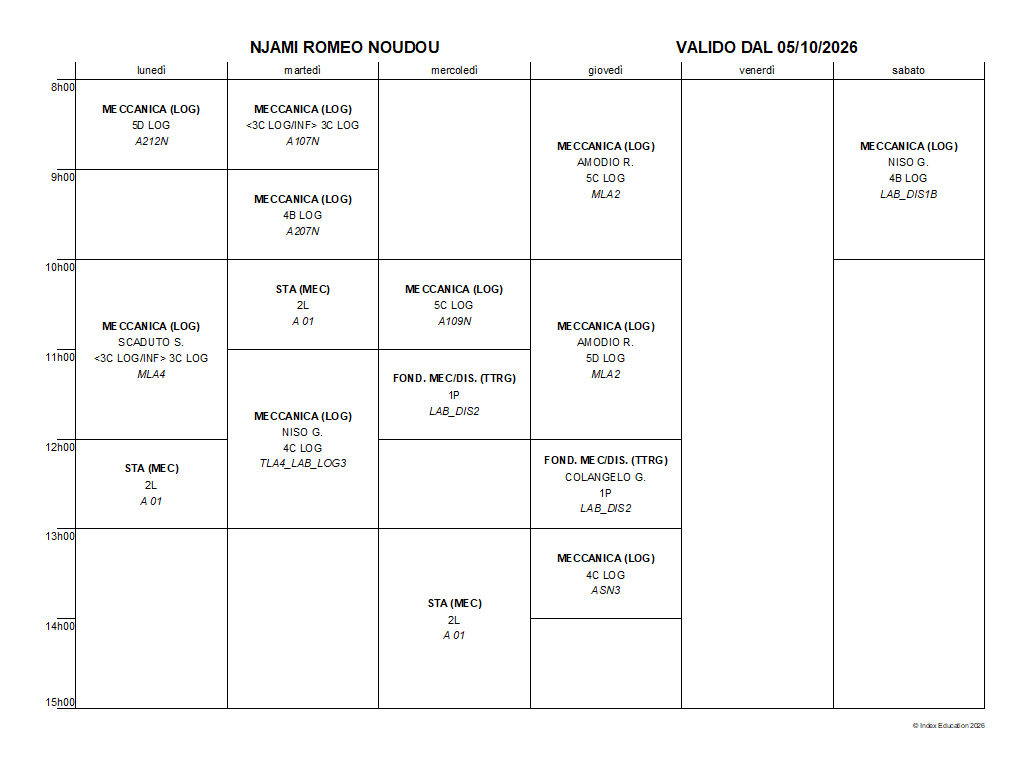 NJAMI ROMEO NOUDOU
VALIDO DAL 05/10/2026
lunedì
martedì
mercoledì
giovedì
venerdì
sabato
8h00
9h00
10h00
11h00
12h00
13h00
14h00
15h00
MECCANICA (LOG)
5D LOG
A212N
MECCANICA (LOG)
SCADUTO S.
<3C LOG/INF> 3C LOG
MLA4
STA (MEC)
2L
A 01
MECCANICA (LOG)
<3C LOG/INF> 3C LOG
A107N
MECCANICA (LOG)
4B LOG
A207N
STA (MEC)
2L
A 01
MECCANICA (LOG)
NISO G.
4C LOG
TLA4_LAB_LOG3
MECCANICA (LOG)
5C LOG
A109N
FOND. MEC/DIS. (TTRG)
1P
LAB_DIS2
STA (MEC)
2L
A 01
MECCANICA (LOG)
AMODIO R.
5C LOG
MLA2
MECCANICA (LOG)
AMODIO R.
5D LOG
MLA2
FOND. MEC/DIS. (TTRG)
COLANGELO G.
1P
LAB_DIS2
MECCANICA (LOG)
4C LOG
ASN3
MECCANICA (LOG)
NISO G.
4B LOG
LAB_DIS1B
© Index Education 2026